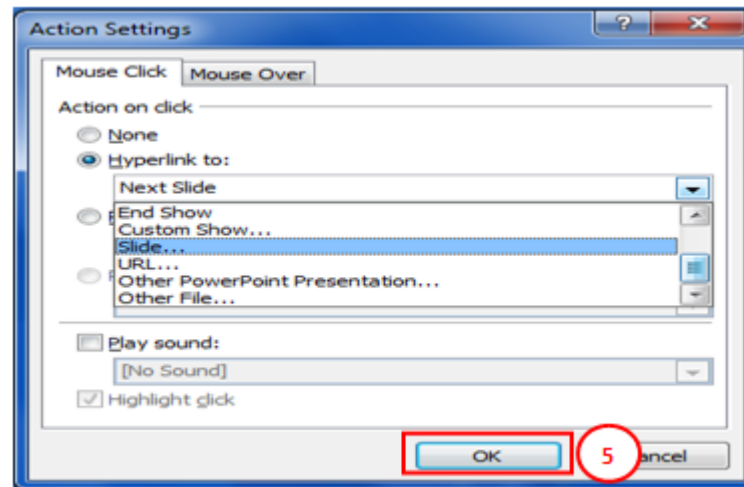 Action Settings
Mouse Click Mouse Over
Action on click
None
Hyperlink to:
Next Slide
End Show
Custom Show...
Slide...
URL...
Other PowerPoint Presentation...
Other File...
Play sound:
[No Sound]
Highlight click
OK 5 ancel